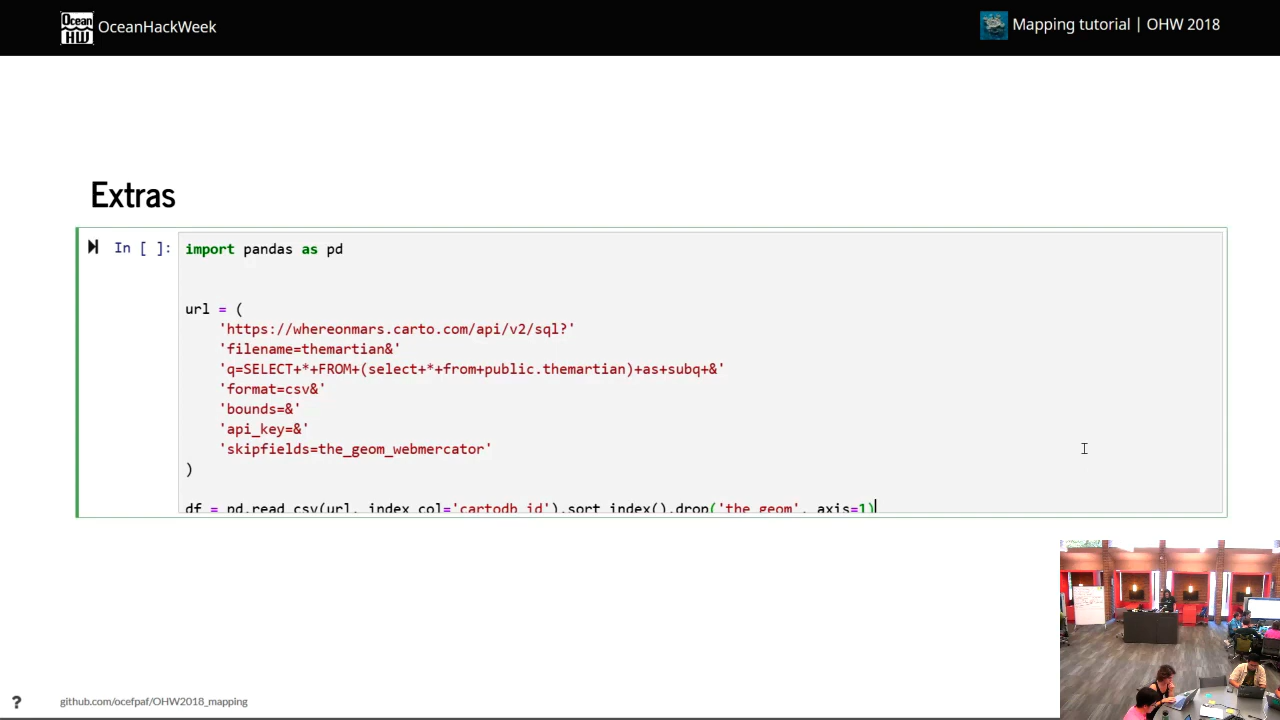 Ocean
HW
OceanHackWeek
Mapping tutorial | OHW 2018
Extras
In [ ]:
import pandas as pd
url = (
'https://whereonmars.carto.com/api/v2/sql?'
'filename=themartian&'
'q=SELECT+*+FROM+(select+*+from+public.themartian)+as+subq+&'
'format=csv&'
'bounds=&'
'api_key=&'
'skipfields=the_geom_webmercator'
)
df = pd.read_csv(url, index_col='cartodb_id').sort_index().drop('the_geom', axis=1)
?
github.com/ocefpaf/OHW2018_mapping